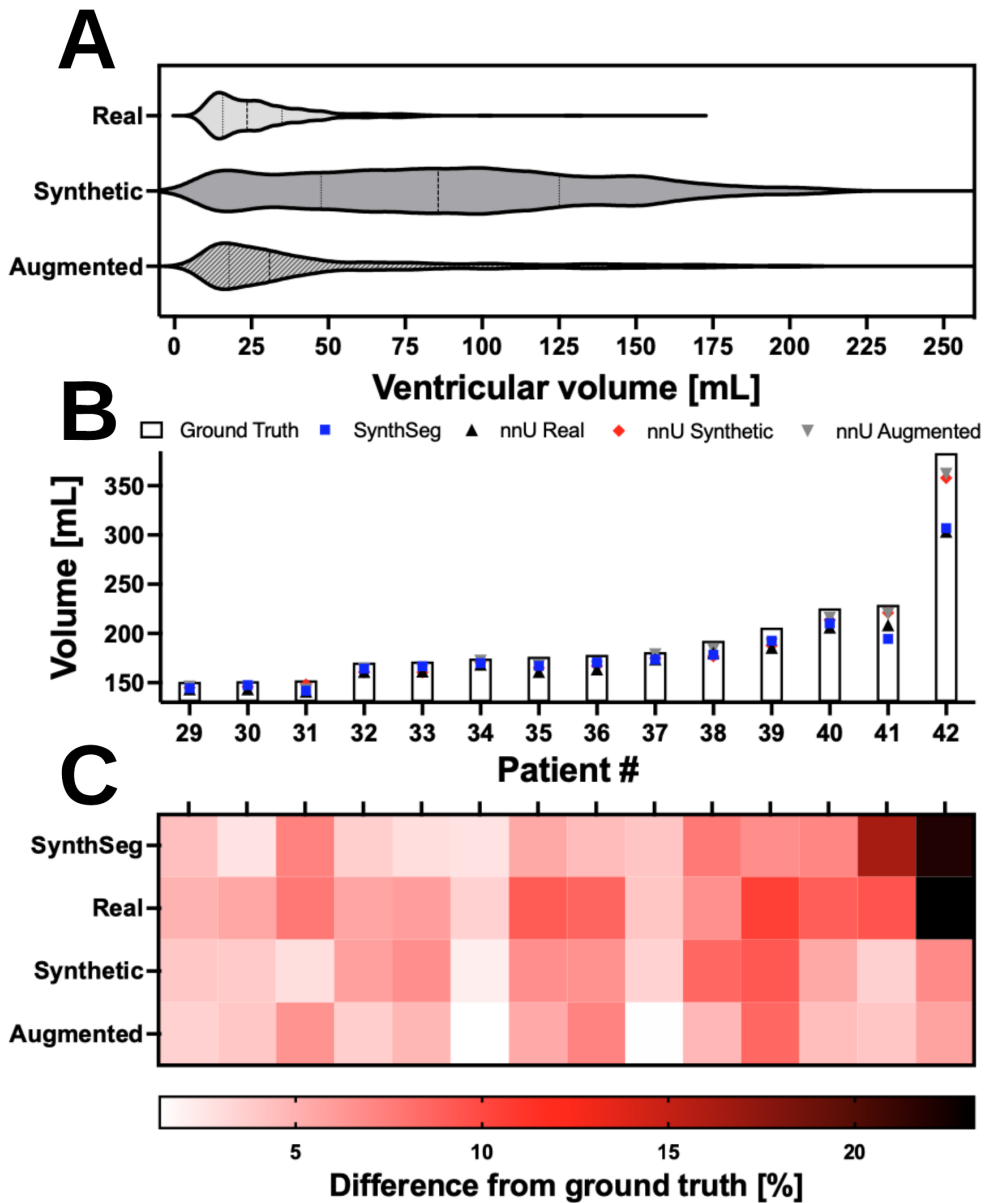 A
Real
Synthetic
Augmented
0 25 50 75 100 125 150 175 200 225 250
Ventricular volume [mL]
B
Ground Truth SynthSeg nnU Real nnU Synthetic nnU Augmented
Volume [mL]
350
300
250
200
150
29 30 31 32 33 34 35 36 37 38 39 40 41 42
Patient #
C
SynthSeg
Real
Synthetic
Augmented
5 10 15 20
Difference from ground truth [%]